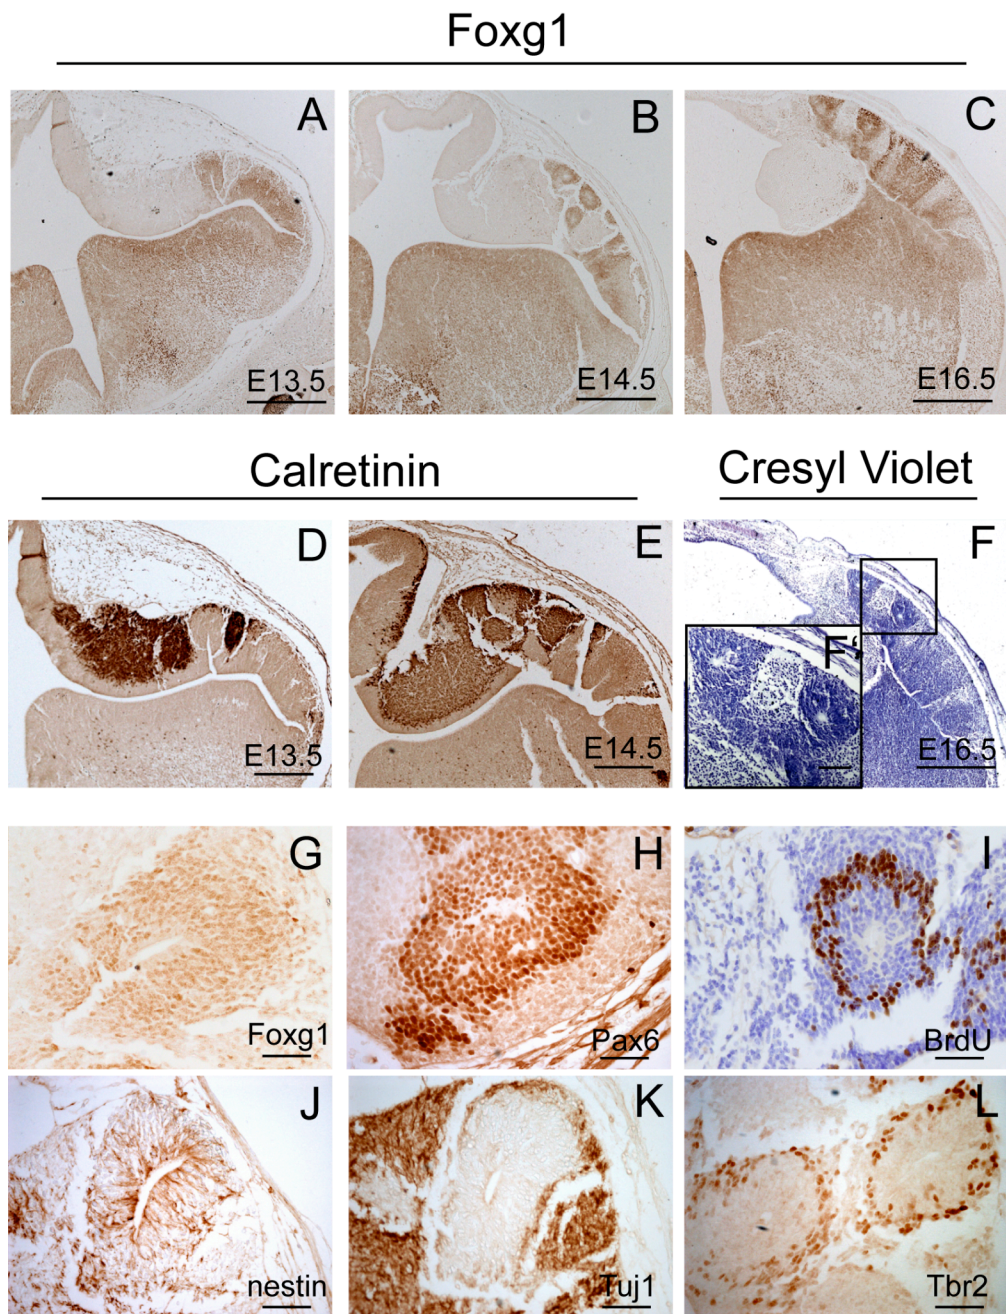 Foxg1
A
B
C
E13.5
E14.5
E16.5
Calretinin
Cresyl Violet
D
E
F
F'
E13.5
E14.5
E16.5
G
H
I
Foxg1
Pax6
BrdU
J
K
L
nestin
Tuj1
Tbr2